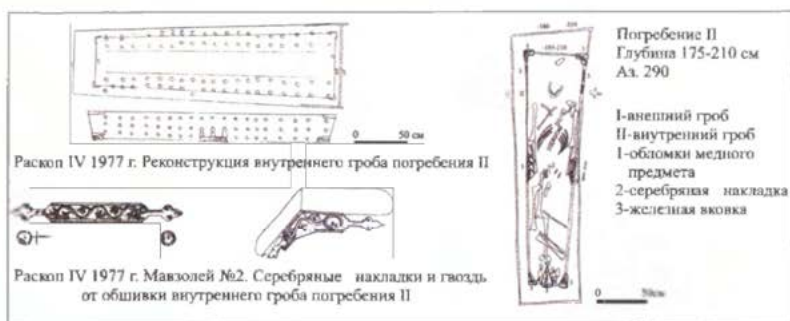 0 50 см
Раскоп IV 1977 г. Реконструкция внутреннего гроба погребения II
Раскоп IV 1977 г. Мавзолей №2. Серебряные накладки и гвоздь
от обшивки внутреннего гроба погребения II
0 50см
Погребение II
Глубина 175-210 см
Аз. 290
I-внешний гроб
II-внутренний гроб
1-обломки медного
предмета
2-серебряная накладка
3-железная оковка